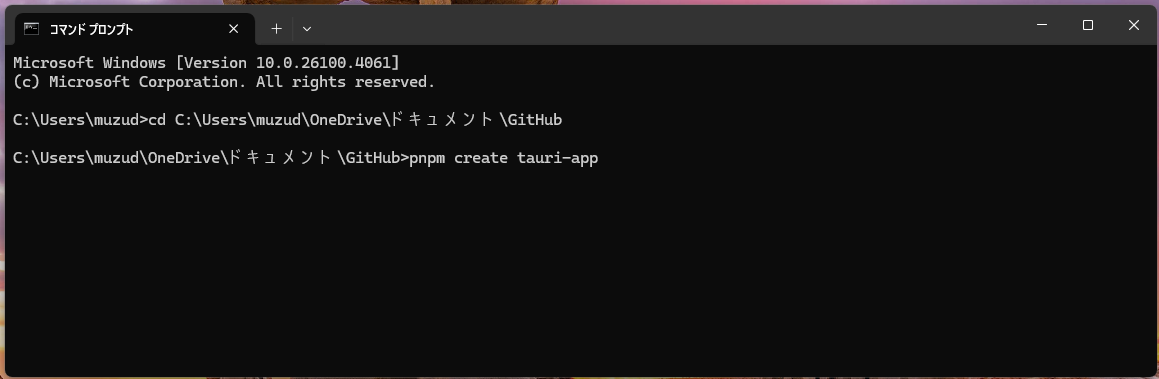 コマンド プロンプト
Microsoft Windows [Version 10.0.26100.4061]
(c) Microsoft Corporation. All rights reserved.
C:\Users\muzud>cd C:\Users\muzud\OneDrive\ドキュメント\GitHub
C:\Users\muzud\OneDrive\ドキュメント\GitHub>pnpm create tauri-app